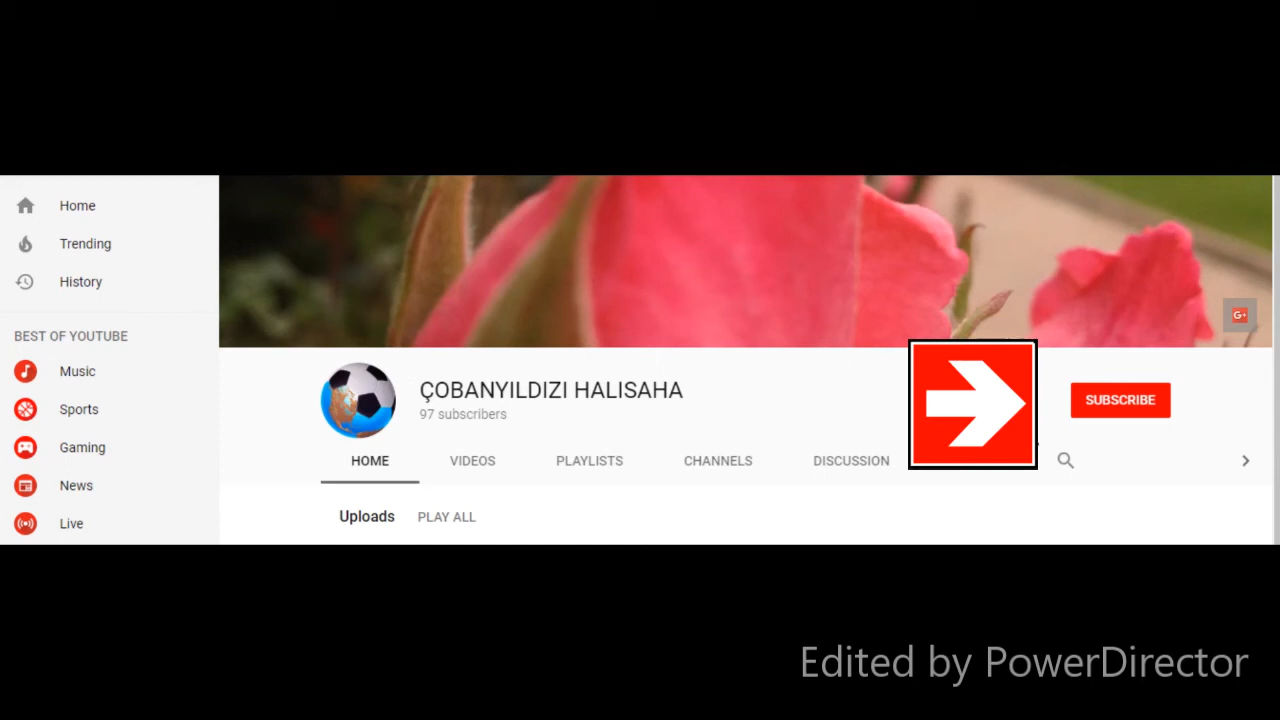 Home
Trending
History
BEST OF YOUTUBE
Music
Sports
Gaming
News
Live
G+
ÇOBANYILDIZI HALISAHA
97 subscribers
SUBSCRIBE
HOME VIDEOS PLAYLISTS CHANNELS DISCUSSION
Uploads PLAY ALL
Edited by PowerDirector